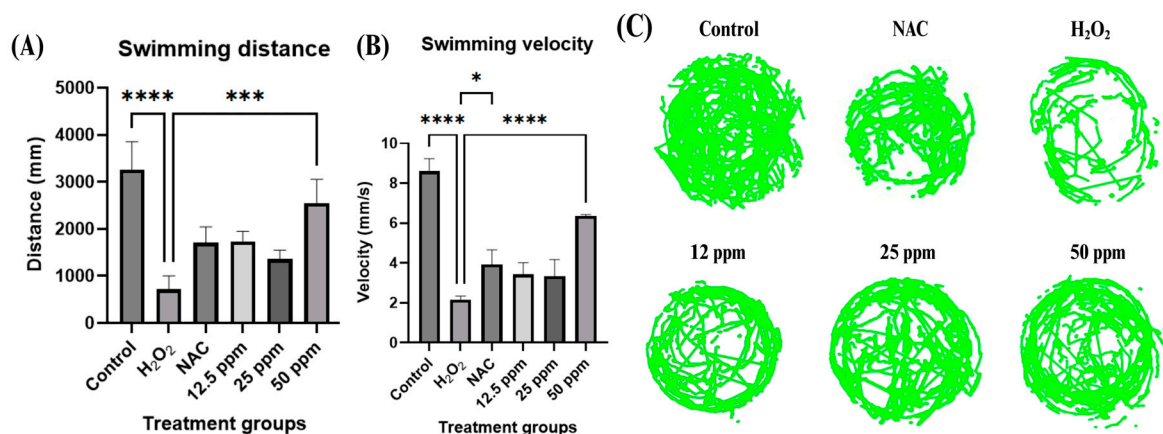 (A)
Swimming distance
5000
4000
3000
2000
1000
0
Distance (mm)
****
***
Control
H₂O₂
NAC
12.5 ppm
25 ppm
50 ppm
Treatment groups
(B)
Swimming velocity
10
8
6
4
2
0
Velocity (mm/s)
*
****
****
Control
H₂O₂
NAC
12.5 ppm
25 ppm
50 ppm
Treatment groups
(C)
Control
NAC
H₂O₂
12 ppm
25 ppm
50 ppm